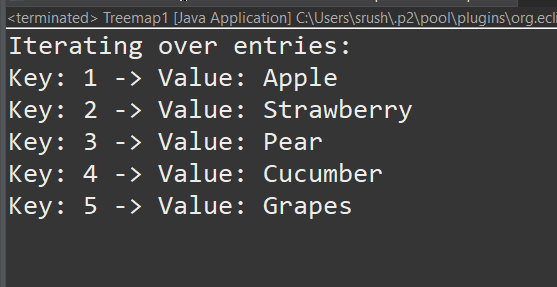 <terminated> Treemap1 [Java Application] C:\Users\srush\.p2\pool\plugins\org.ecli
Iterating over entries:
Key: 1 -> Value: Apple
Key: 2 -> Value: Strawberry
Key: 3 -> Value: Pear
Key: 4 -> Value: Cucumber
Key: 5 -> Value: Grapes